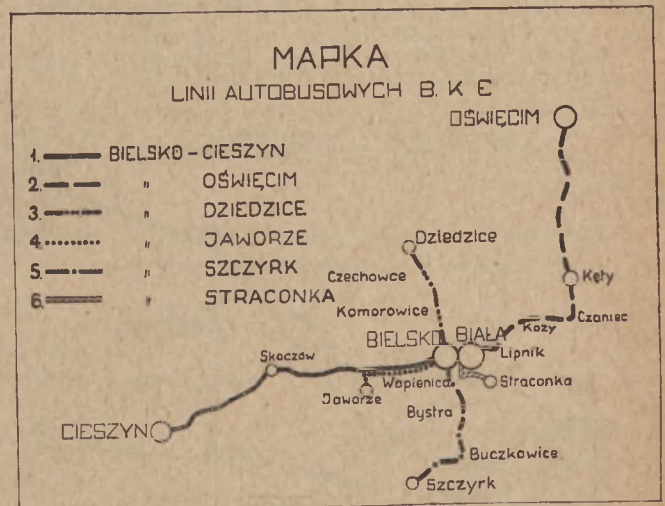 MAPKA
LINII AUTOBUSOWYCH B. K E
OŚWIĘCIM
1. BIELSKO - CIESZYN
2. " OŚWIĘCIM
3. " DZIEDZICE
4. " JAWORZE
5. " SZCZYRK
6. " STRACONKA
Dziedzice
Czechowce
Kęty
Komorowice
Kozy
Czaniec
BIELSKO BIAŁA
Lipnik
Skoczów
Wapienica
Straconka
Jaworze
Bystra
CIESZYN
Buczkowice
Szczyrk